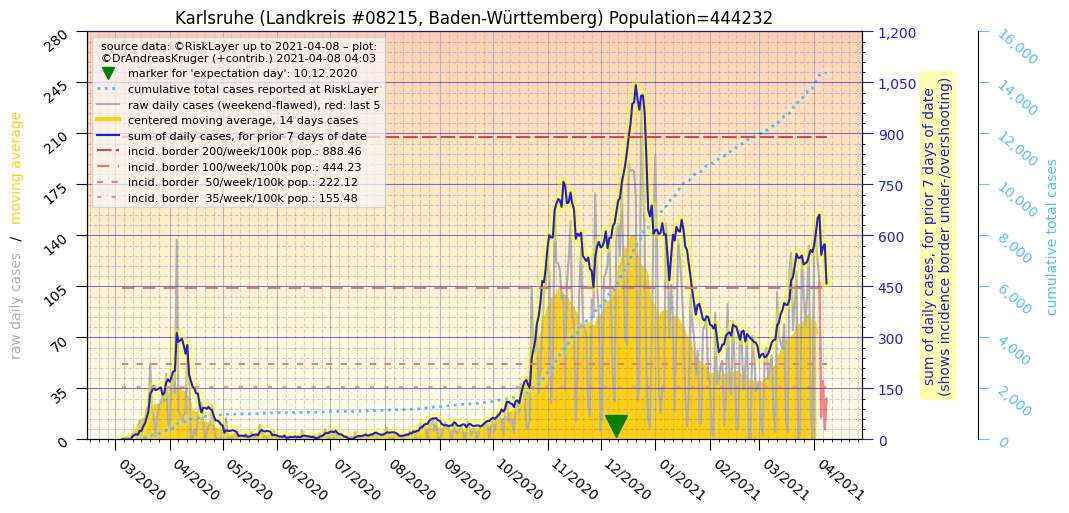 Karlsruhe (Landkreis #08215, Baden-Württemberg) Population=444232
source data: ©RiskLayer up to 2021-04-08 – plot:
©DrAndreasKruger (+contrib.) 2021-04-08 04:03
marker for 'expectation day': 10.12.2020
cumulative total cases reported at RiskLayer
raw daily cases (weekend-flawed), red: last 5
centered moving average, 14 days cases
sum of daily cases, for prior 7 days of date
incid. border 200/week/100k pop.: 888.46
incid. border 100/week/100k pop.: 444.23
incid. border  50/week/100k pop.: 222.12
incid. border  35/week/100k pop.: 155.48
raw daily cases / moving average
280
245
210
175
140
105
70
35
0
03/2020
04/2020
05/2020
06/2020
07/2020
08/2020
09/2020
10/2020
11/2020
12/2020
01/2021
02/2021
03/2021
04/2021
1,200
1,050
900
750
600
450
300
150
0
sum of daily cases, for prior 7 days of date
(shows incidence border under-/overshooting)
16,000
14,000
12,000
10,000
8,000
6,000
4,000
2,000
0
cumulative total cases